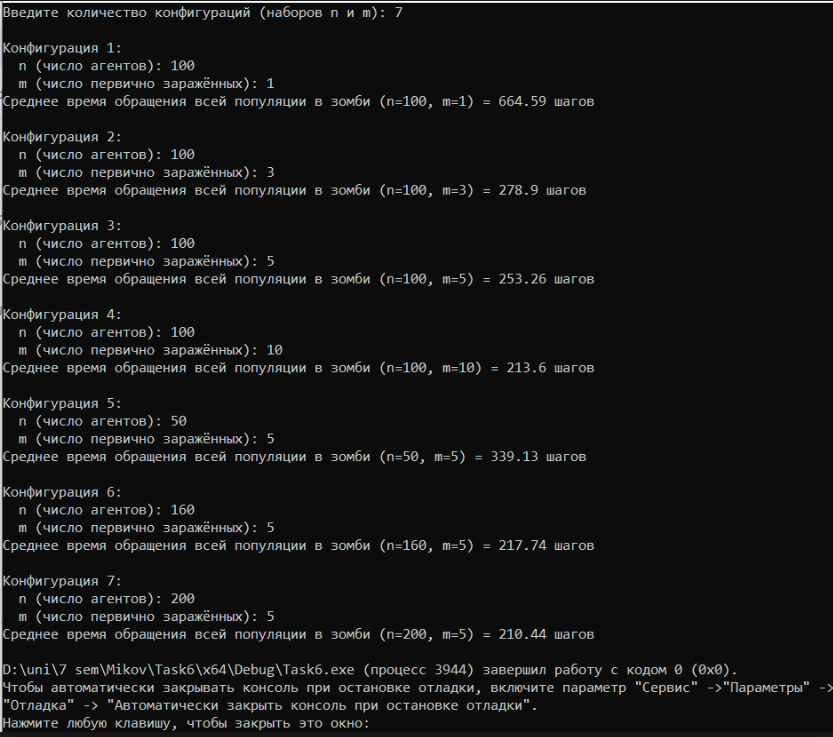 Введите количество конфигураций (наборов n и m): 7
Конфигурация 1:
n (число агентов): 100
m (число первично заражённых): 1
Среднее время обращения всей популяции в зомби (n=100, m=1) = 664.59 шагов
Конфигурация 2:
n (число агентов): 100
m (число первично заражённых): 3
Среднее время обращения всей популяции в зомби (n=100, m=3) = 278.9 шагов
Конфигурация 3:
n (число агентов): 100
m (число первично заражённых): 5
Среднее время обращения всей популяции в зомби (n=100, m=5) = 253.26 шагов
Конфигурация 4:
n (число агентов): 100
m (число первично заражённых): 10
Среднее время обращения всей популяции в зомби (n=100, m=10) = 213.6 шагов
Конфигурация 5:
n (число агентов): 50
m (число первично заражённых): 5
Среднее время обращения всей популяции в зомби (n=50, m=5) = 339.13 шагов
Конфигурация 6:
n (число агентов): 160
m (число первично заражённых): 5
Среднее время обращения всей популяции в зомби (n=160, m=5) = 217.74 шагов
Конфигурация 7:
n (число агентов): 200
m (число первично заражённых): 5
Среднее время обращения всей популяции в зомби (n=200, m=5) = 210.44 шагов
D:\uni\7 sem\Mikov\Task6\x64\Debug\Task6.exe (процесс 3944) завершил работу с кодом 0 (0x0).
Чтобы автоматически закрывать консоль при остановке отладки, включите параметр "Сервис" ->"Параметры" ->
"Отладка" -> "Автоматически закрыть консоль при остановке отладки".
Нажмите любую клавишу, чтобы закрыть это окно: